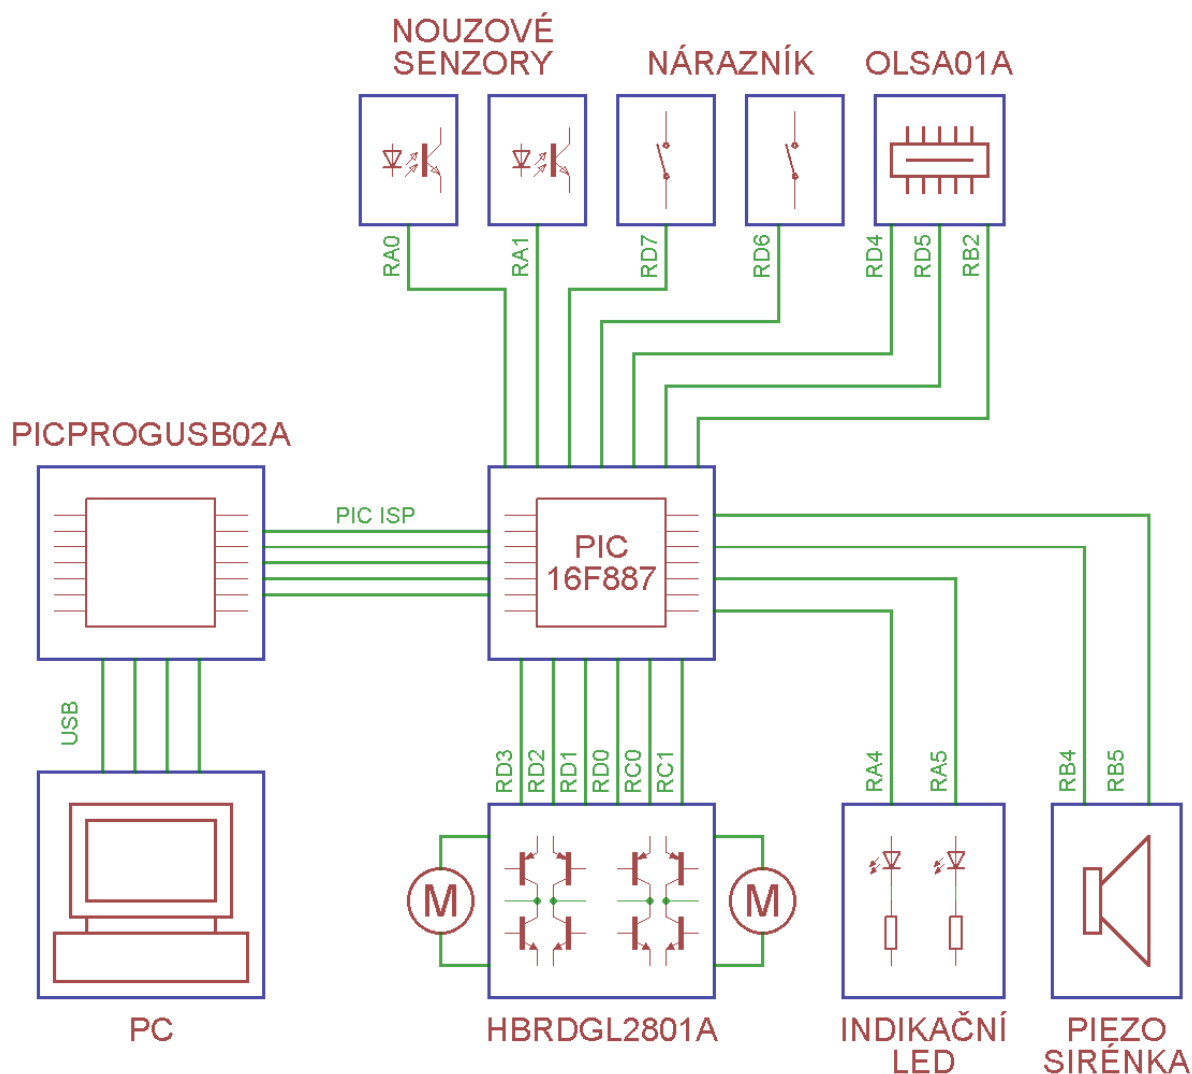 NOUZOVÉ
SENZORY
NÁRAZNÍK
OLSA01A
RA0
RA1
RD7
RD6
RD4
RD5
RB2
PICPROGUSB02A
PIC ISP
PIC
16F887
USB
RD3
RD2
RD1
RD0
RC0
RC1
RA4
RA5
RB4
RB5
M
M
PC
HBRDGL2801A
INDIKAČNÍ
LED
PIEZO
SIRÉNKA